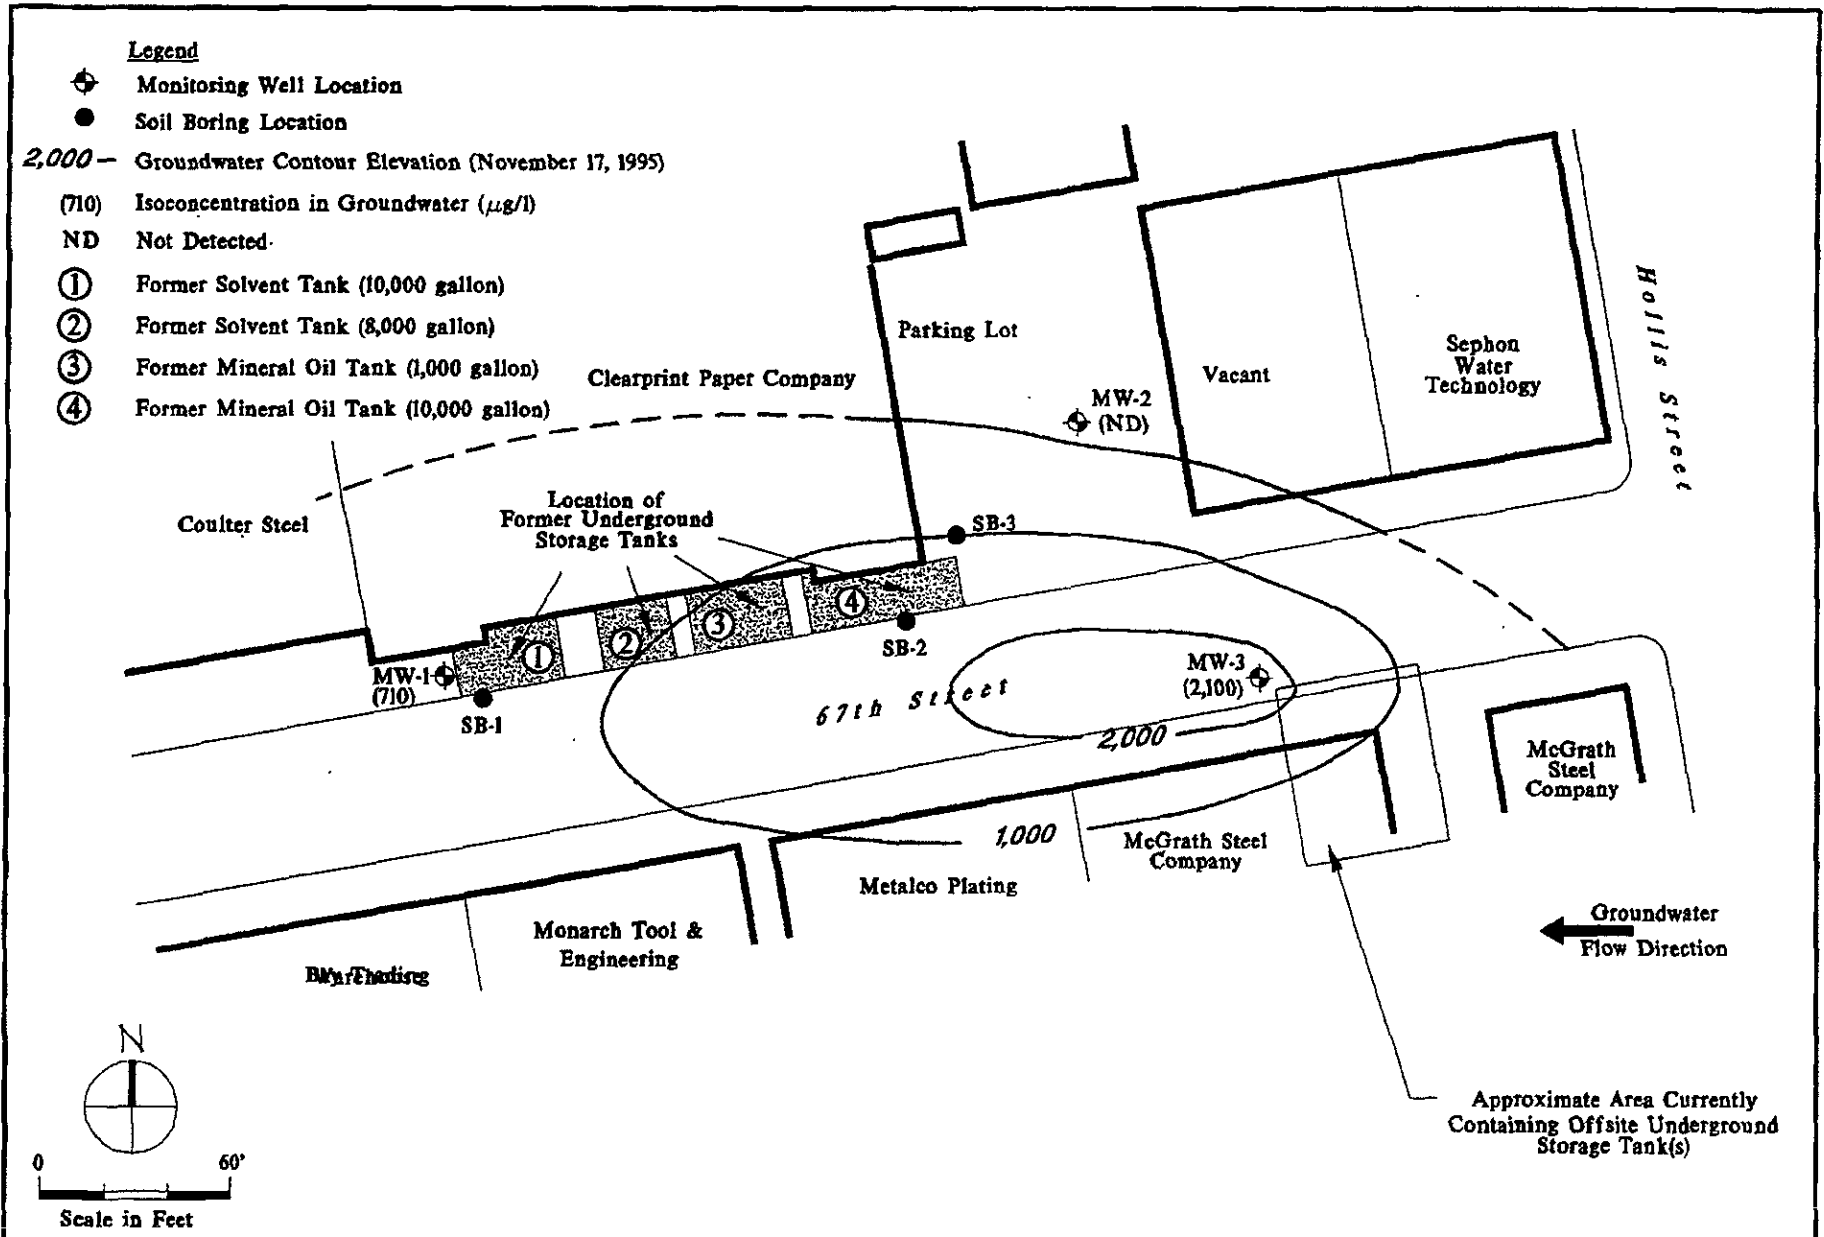 Legend
Monitoring Well Location
Soil Boring Location
2,000 — Groundwater Contour Elevation (November 17, 1995)
(710) Isoconcentration in Groundwater (µg/l)
ND Not Detected
① Former Solvent Tank (10,000 gallon)
② Former Solvent Tank (8,000 gallon)
③ Former Mineral Oil Tank (1,000 gallon)
④ Former Mineral Oil Tank (10,000 gallon)
Hollis Street
Parking Lot
Sephon
Water
Technology
Vacant
Clearprint Paper Company
MW-2
(ND)
Location of
Former Underground
Storage Tanks
Coulter Steel
SB-3
④
③
②
①
SB-2
MW-1
(710)
SB-1
MW-3
(2,100)
67th Street
2,000
McGrath
Steel
Company
1,000
McGrath Steel
Company
Metalco Plating
Groundwater
Flow Direction
Monarch Tool &
Engineering
N
Approximate Area Currently
Containing Offsite Underground
Storage Tank(s)
0 60'
Scale in Feet